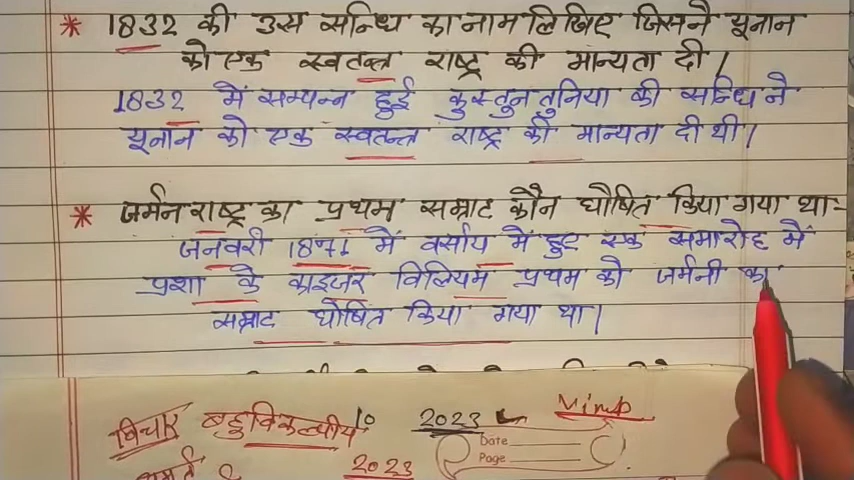 * 1832 की उस सन्धि का नाम लिखिए जिसने यूनान
को एक स्वतन्त्र राष्ट्र की मान्यता दी।
1832 में सम्पन्न हुई कुस्तुनतुनिया की सन्धि ने
यूनान को एक स्वतन्त्र राष्ट्र की मान्यता दी थी।
* जर्मन राष्ट्र का प्रथम सम्राट कौन घोषित किया गया था-
जनवरी 1871 में वर्साय में हुए एक समारोह में
प्रशा के काइजर विलियम प्रथम को जर्मनी का
सम्राट घोषित किया गया था।
बहुविकल्पीय 2023
Date
Page
2023